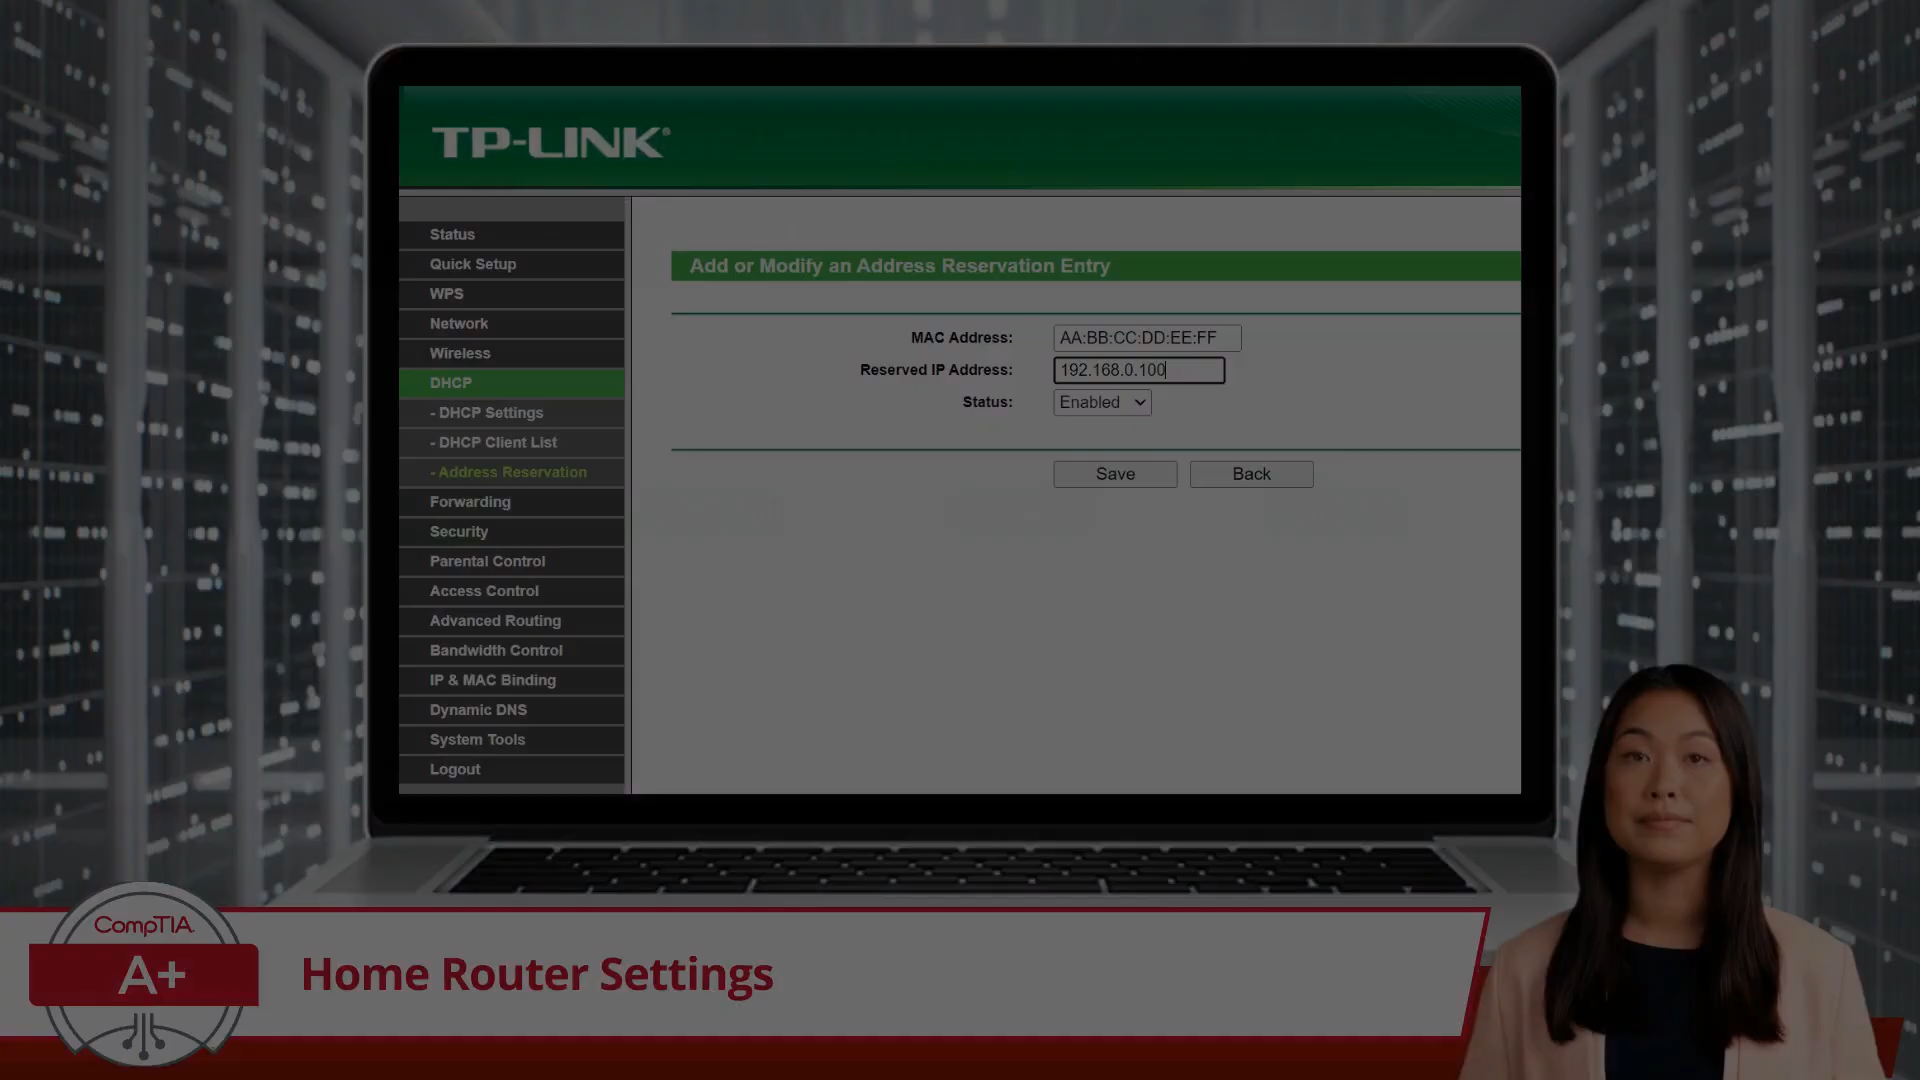 TP-LINK®
Status
Quick Setup
WPS
Network
Wireless
DHCP
- DHCP Settings
- DHCP Client List
- Address Reservation
Forwarding
Security
Parental Control
Access Control
Advanced Routing
Bandwidth Control
IP & MAC Binding
Dynamic DNS
System Tools
Logout
Add or Modify an Address Reservation Entry
MAC Address: AA:BB:CC:DD:EE:FF
Reserved IP Address: 192.168.0.100
Status: Enabled
Save Back
CompTIA.
A+
Home Router Settings